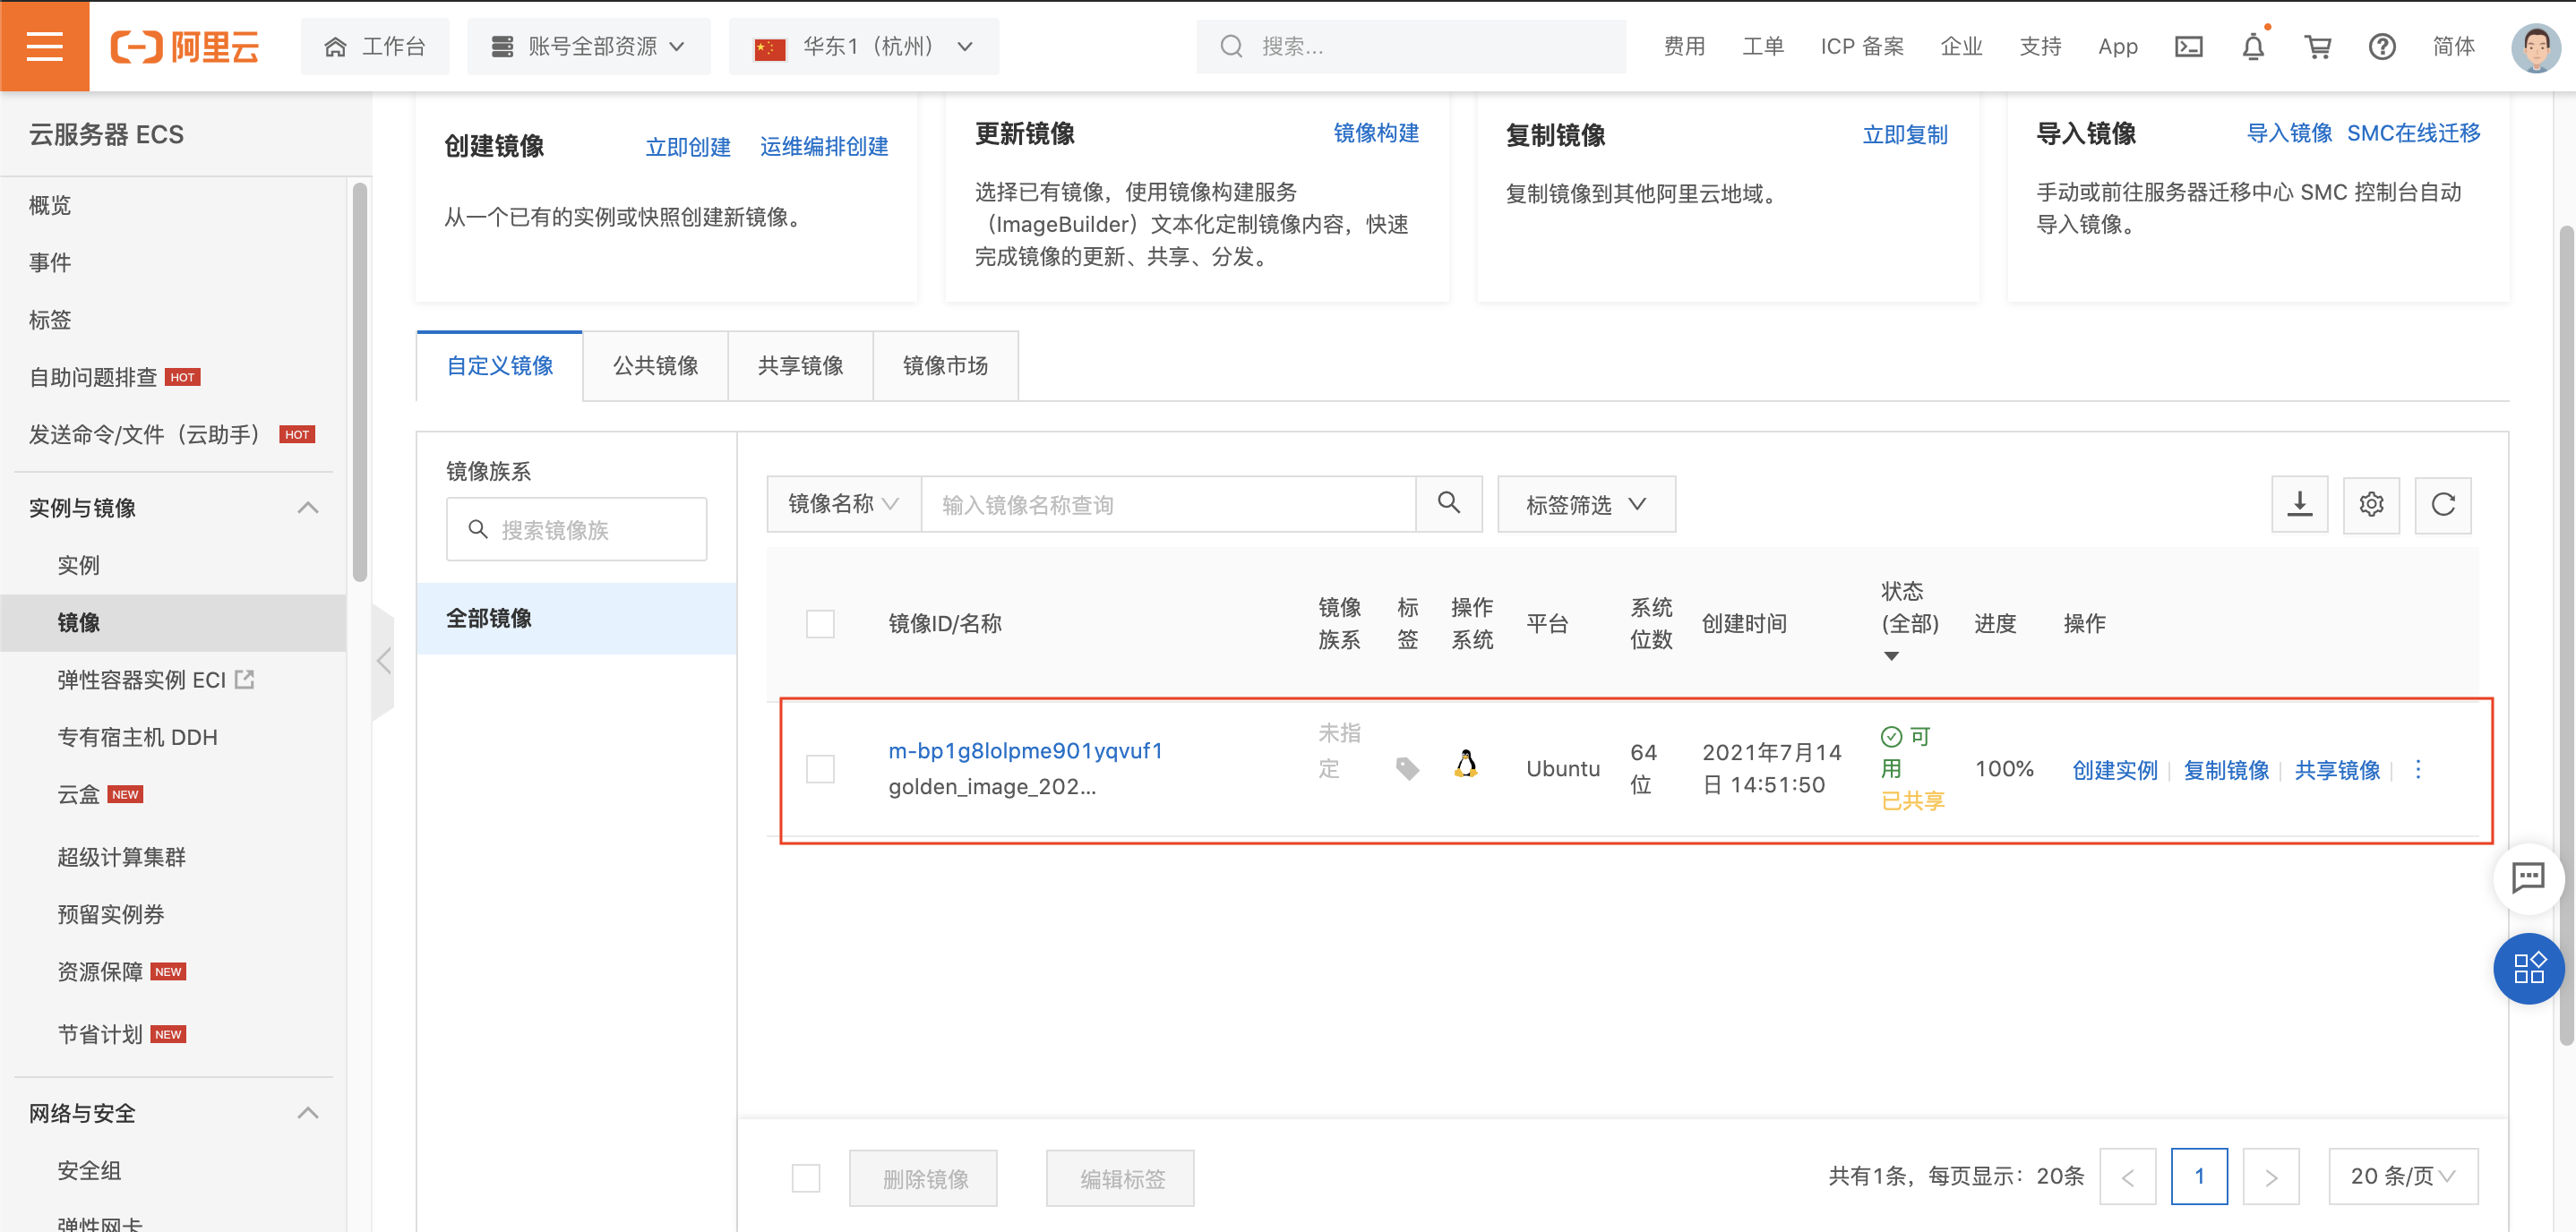 阿里云
工作台
账号全部资源
华东1（杭州）
搜索...
费用
工单
ICP 备案
企业
支持
App
简体
云服务器 ECS
概览
事件
标签
自助问题排查 HOT
发送命令/文件（云助手） HOT
实例与镜像
实例
镜像
弹性容器实例 ECI
专有宿主机 DDH
云盒 NEW
超级计算集群
预留实例券
资源保障 NEW
节省计划 NEW
网络与安全
安全组
弹性网卡
创建镜像 立即创建 运维编排创建
从一个已有的实例或快照创建新镜像。
更新镜像 镜像构建
选择已有镜像，使用镜像构建服务
（ImageBuilder）文本化定制镜像内容，快速
完成镜像的更新、共享、分发。
复制镜像 立即复制
复制镜像到其他阿里云地域。
导入镜像 导入镜像 SMC在线迁移
手动或前往服务器迁移中心 SMC 控制台自动
导入镜像。
自定义镜像
公共镜像
共享镜像
镜像市场
镜像族系
搜索镜像族
全部镜像
镜像名称
输入镜像名称查询
标签筛选
镜像ID/名称
镜像
族系
标
签
操作
系统
平台
系统
位数
创建时间
状态
(全部)
进度
操作
m-bp1g8lolpme901yqvuf1
golden_image_202...
未指
定
Ubuntu
64
位
2021年7月14
日 14:51:50
可
用
已共享
100%
创建实例
复制镜像
共享镜像
删除镜像
编辑标签
共有1条，每页显示：20条
1
20 条/页